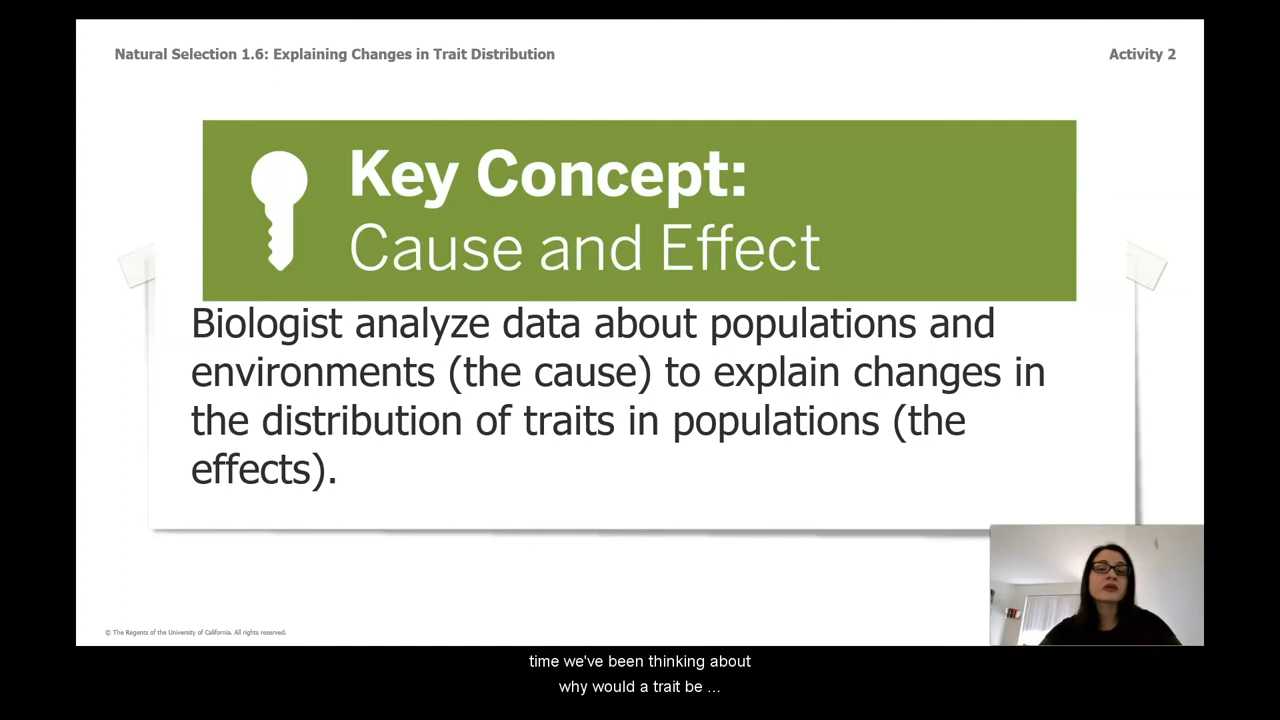 Natural Selection 1.6: Explaining Changes in Trait Distribution
Activity 2
Key Concept:
Cause and Effect
Biologist analyze data about populations and
environments (the cause) to explain changes in
the distribution of traits in populations (the
effects).
© The Regents of the University of California. All rights reserved.
time we've been thinking about
why would a trait be ...